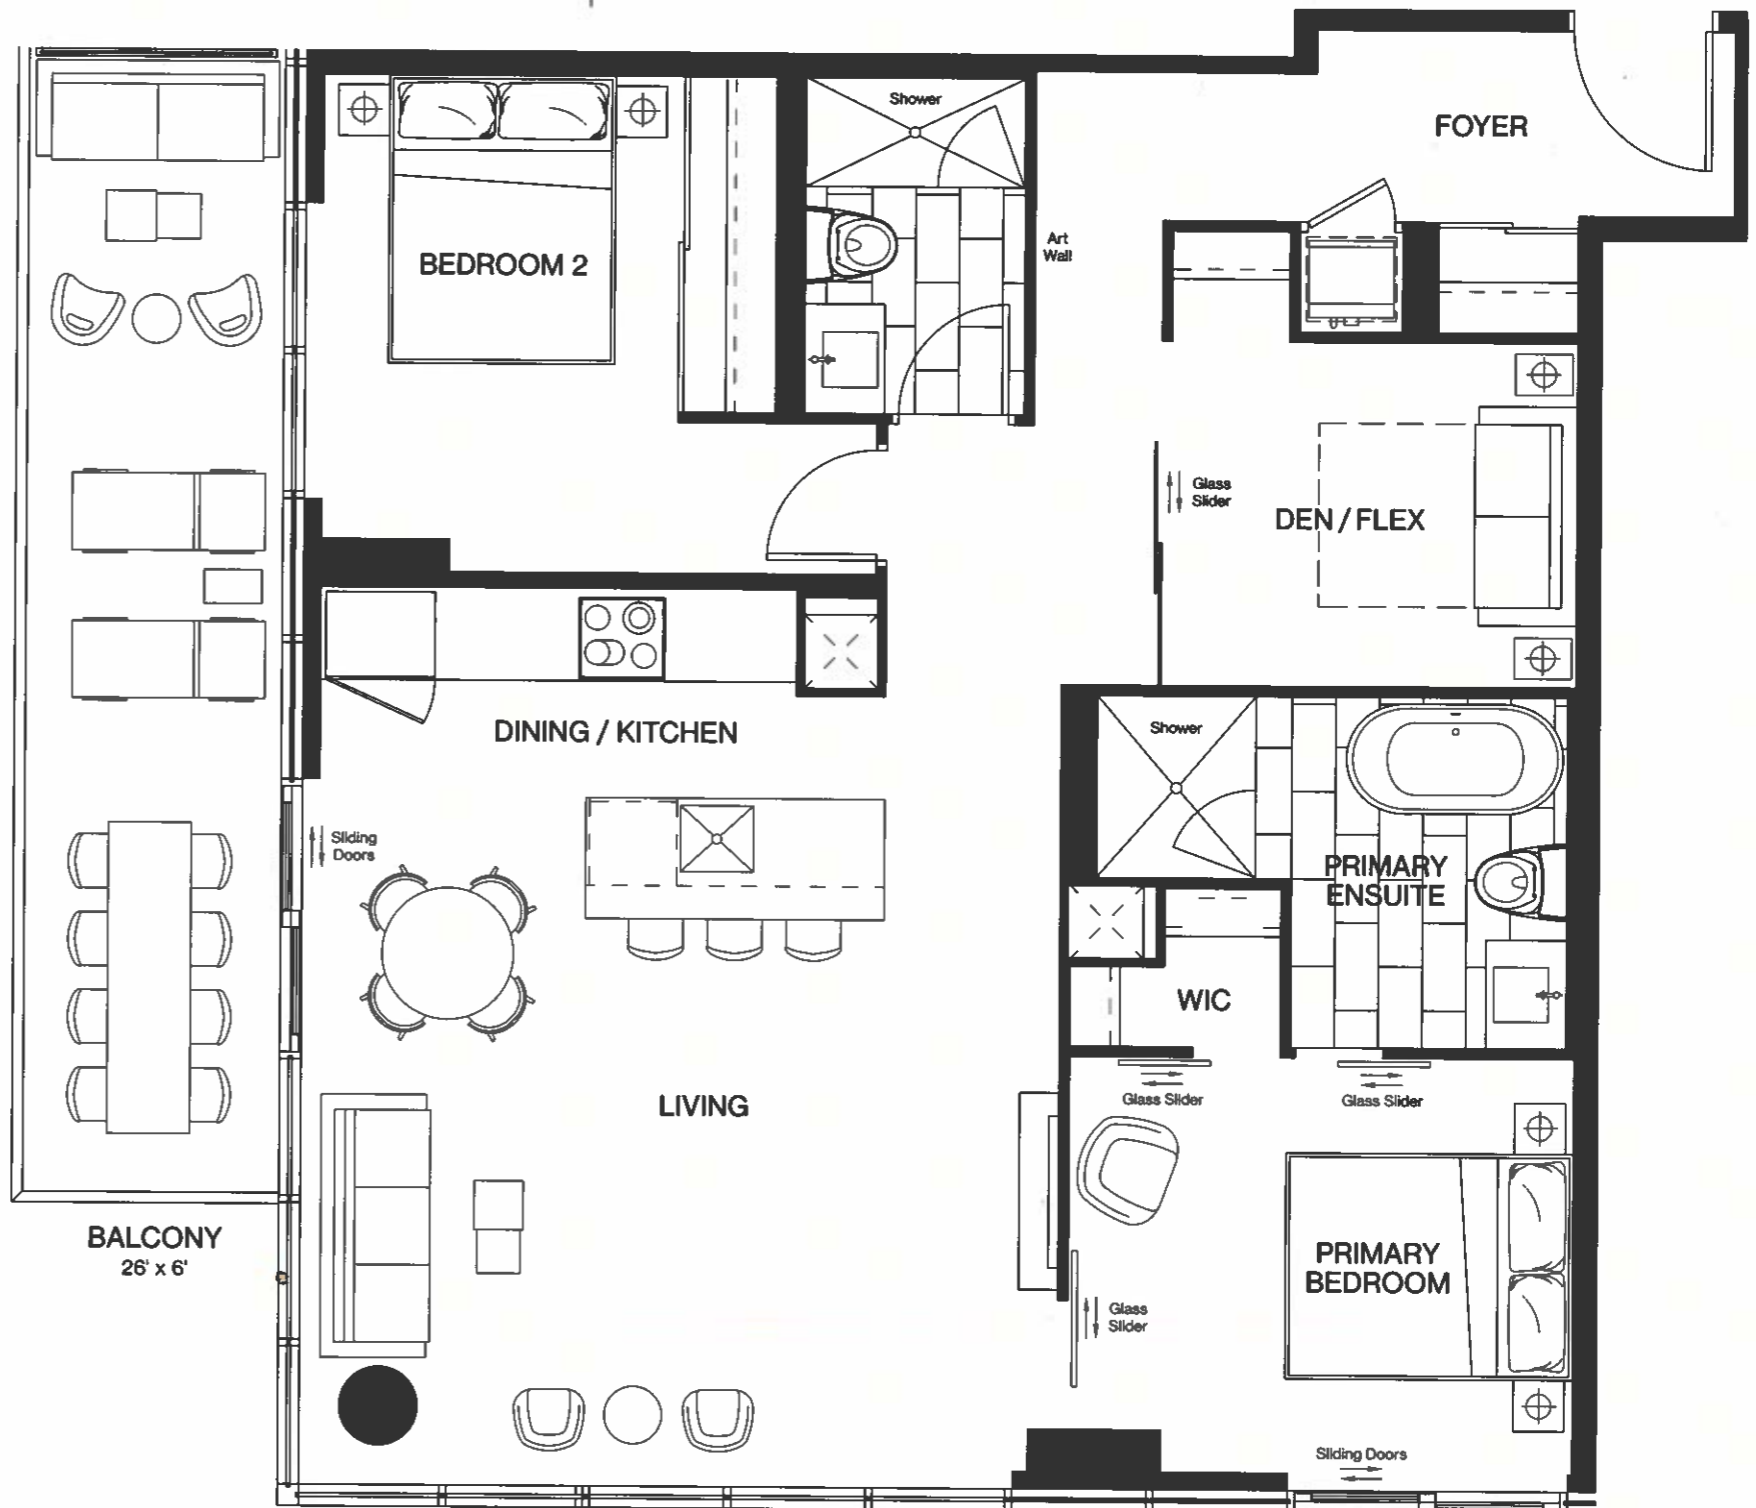 Shower
FOYER
Art
Wall
BEDROOM 2
Glass
Slider
DEN / FLEX
DINING / KITCHEN
Shower
Sliding
Doors
PRIMARY
ENSUITE
WIC
Glass Slider
Glass Slider
LIVING
BALCONY
26' x 6'
PRIMARY
BEDROOM
Glass
Slider
Sliding Doors